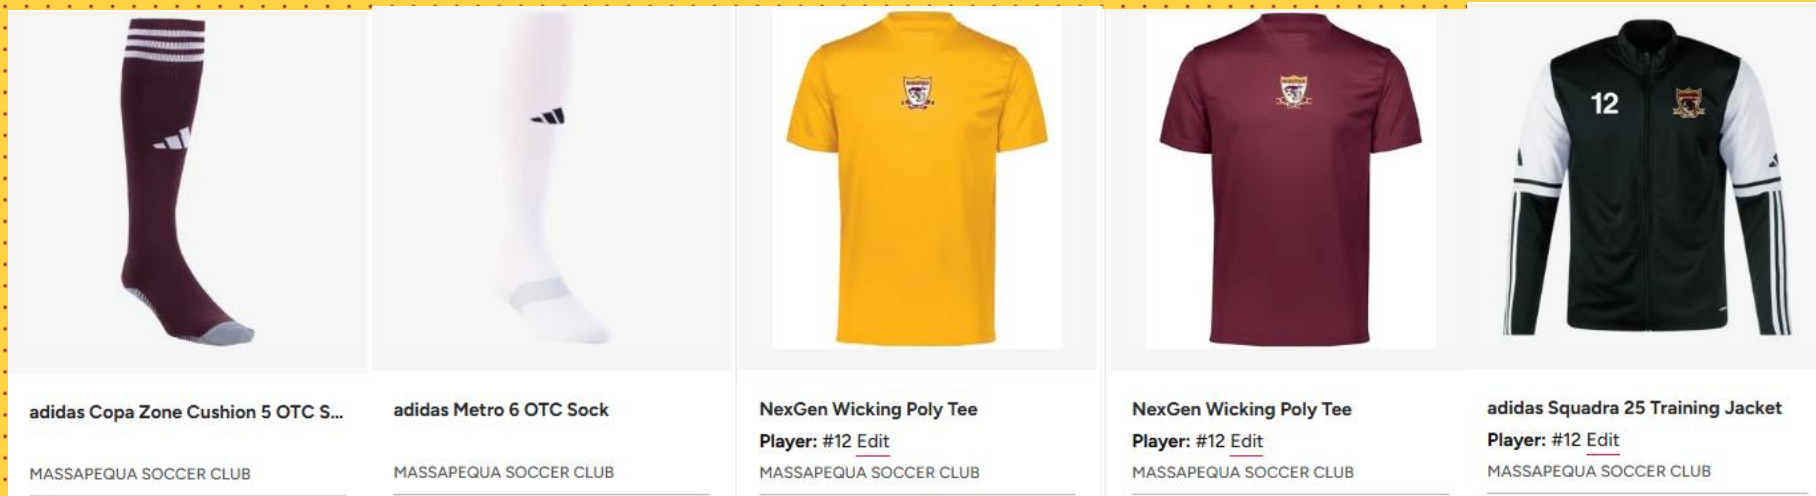 adidas Copa Zone Cushion 5 OTC S...
MASSAPEQUA SOCCER CLUB
adidas Metro 6 OTC Sock
MASSAPEQUA SOCCER CLUB
NexGen Wicking Poly Tee
Player: #12 Edit
MASSAPEQUA SOCCER CLUB
NexGen Wicking Poly Tee
Player: #12 Edit
MASSAPEQUA SOCCER CLUB
12
adidas Squadra 25 Training Jacket
Player: #12 Edit
MASSAPEQUA SOCCER CLUB